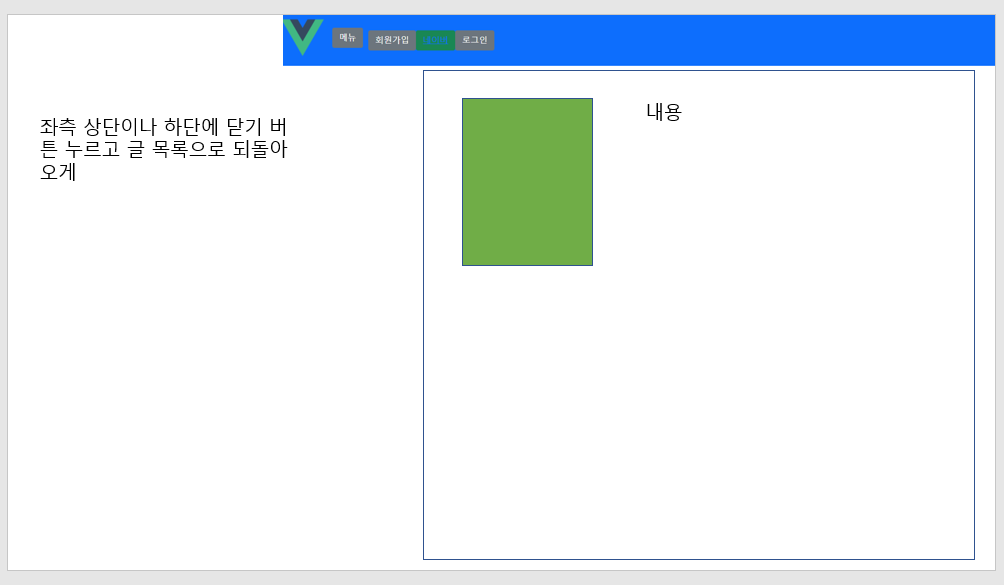 메뉴
회원가입
로그인
좌측 상단이나 하단에 닫기 버
튼 누르고 글 목록으로 되돌아
오게
내용